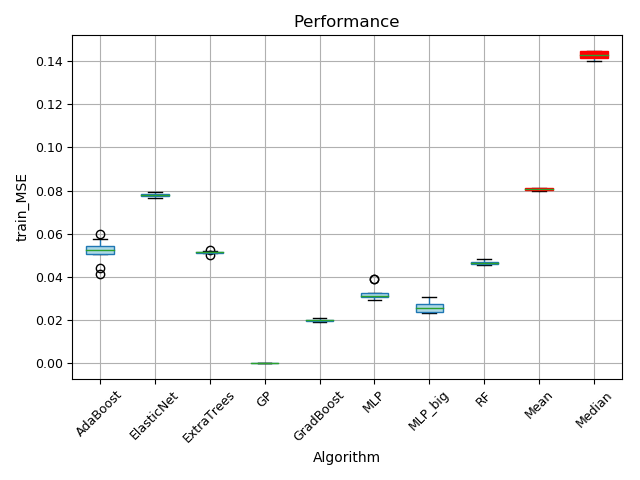 Performance
train_MSE
0.14
0.12
0.10
0.08
0.06
0.04
0.02
0.00
AdaBoost
ElasticNet
ExtraTrees
GP
GradBoost
MLP
MLP_big
RF
Mean
Median
Algorithm